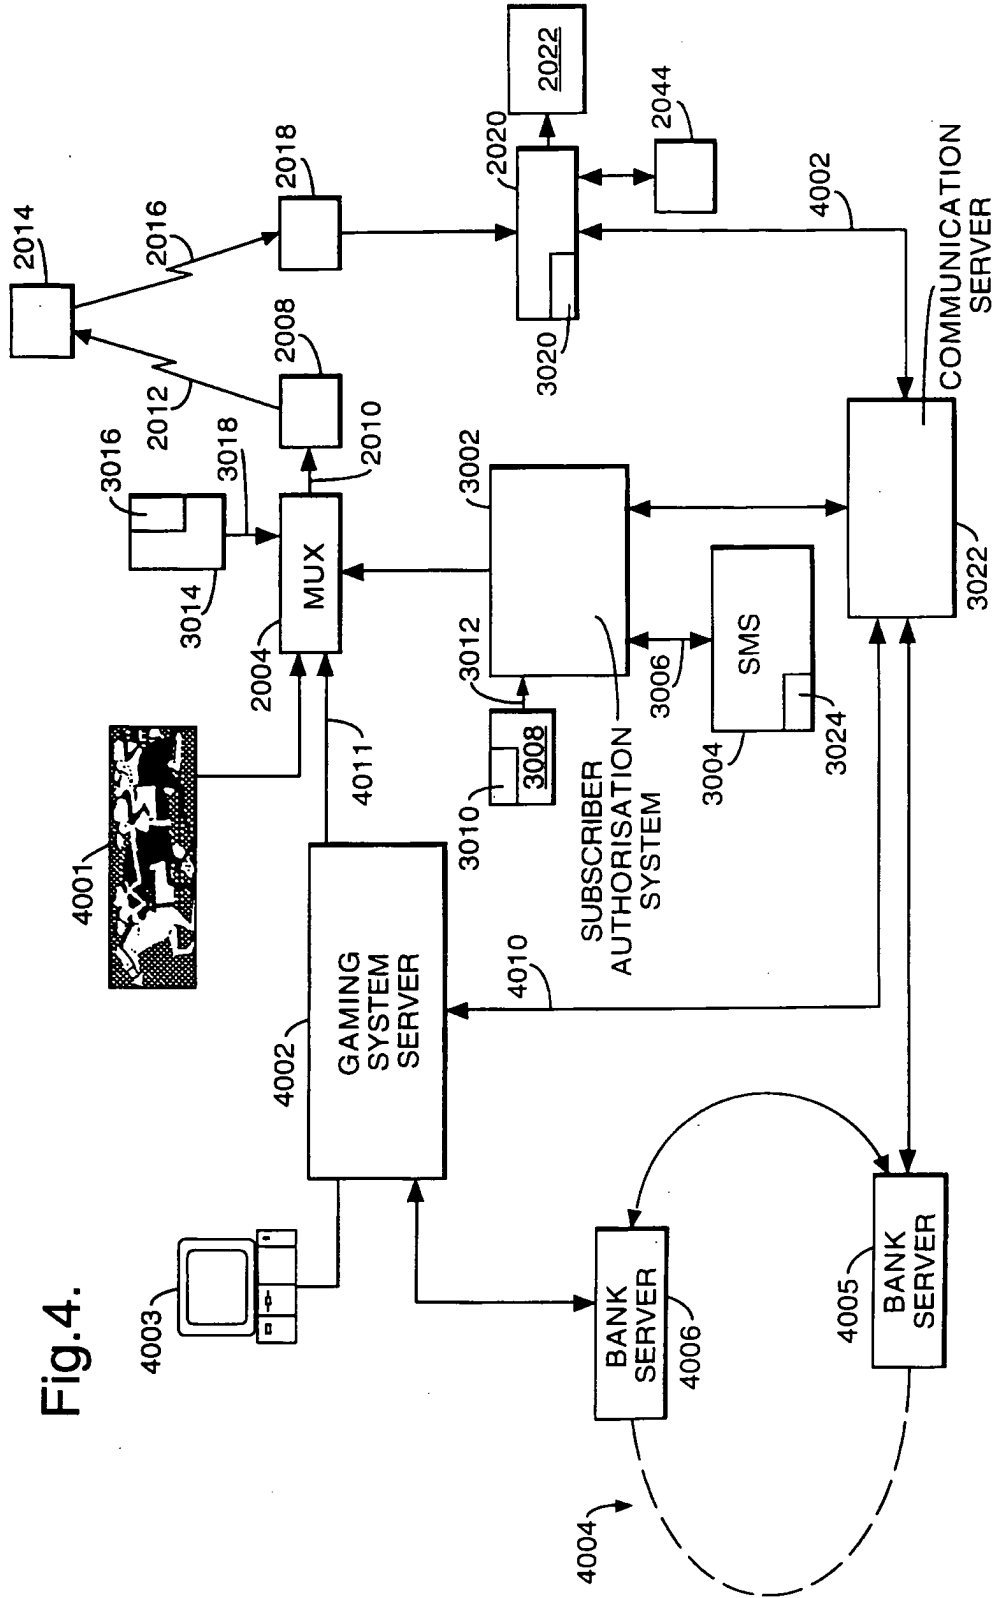 Fig.4.
4003
4001
4002
GAMING
SYSTEM
SERVER
4011
2004
MUX
3014
3016
3018
2010
2008
2012
2014
2016
2018
2020
2022
2044
3020
4002
3002
3012
3010
3008
SUBSCRIBER
AUTHORISATION
SYSTEM
3006
SMS
3004
3024
4010
3022
COMMUNICATION
SERVER
BANK
SERVER
4006
4005
BANK
SERVER
4004